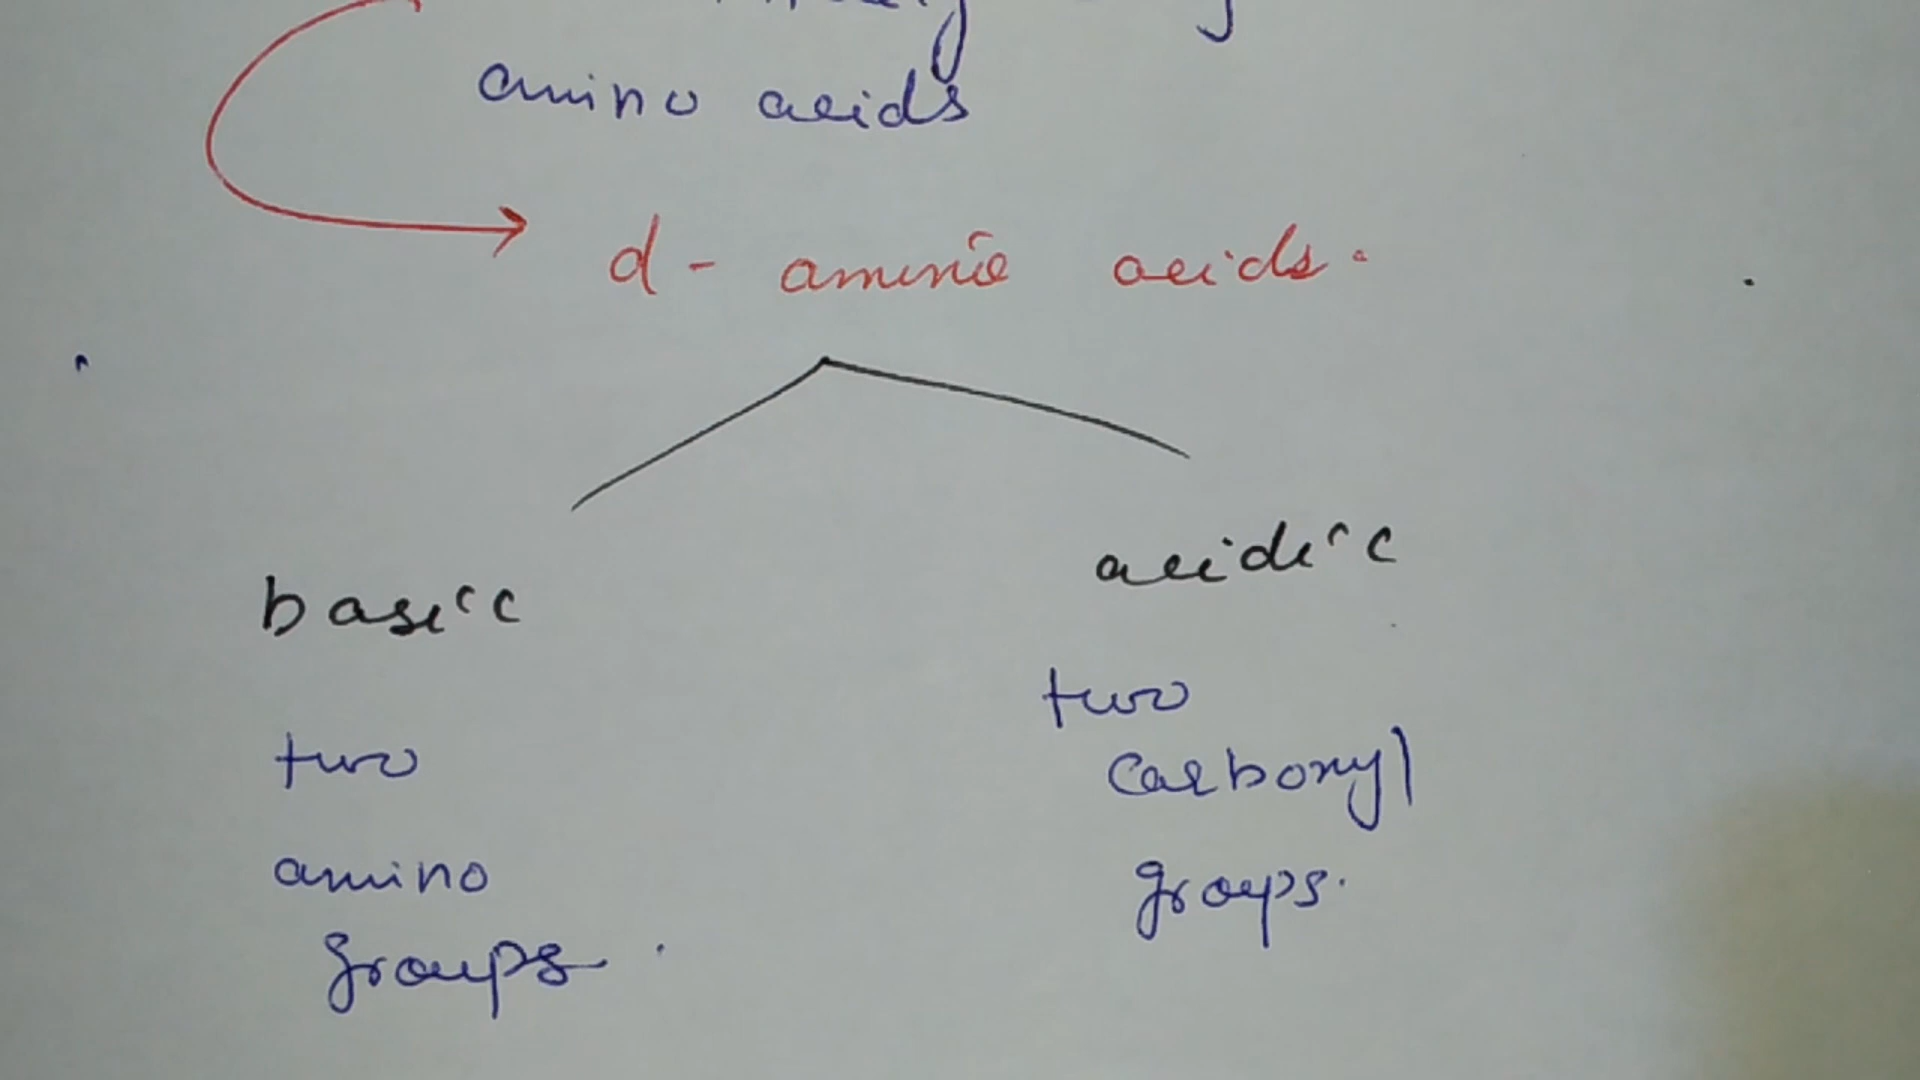 amino acids
d - amino acids.
basic
acidic
two
carbonyl
groups.
two
amino
groups.